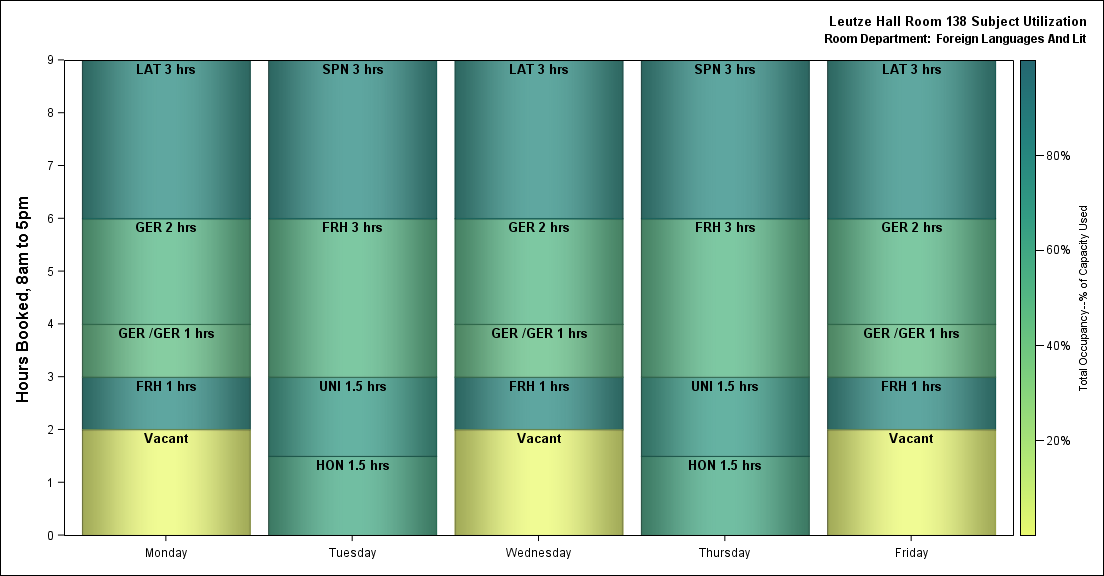 Leutze Hall Room 138 Subject Utilization
Room Department: Foreign Languages And Lit
Hours Booked, 8am to 5pm
9
8
7
6
5
4
3
2
1
0
LAT 3 hrs
GER 2 hrs
GER /GER 1 hrs
FRH 1 hrs
Vacant
SPN 3 hrs
FRH 3 hrs
UNI 1.5 hrs
HON 1.5 hrs
LAT 3 hrs
GER 2 hrs
GER /GER 1 hrs
FRH 1 hrs
Vacant
SPN 3 hrs
FRH 3 hrs
UNI 1.5 hrs
HON 1.5 hrs
LAT 3 hrs
GER 2 hrs
GER /GER 1 hrs
FRH 1 hrs
Vacant
Monday
Tuesday
Wednesday
Thursday
Friday
80%
60%
40%
20%
Total Occupancy--% of Capacity Used